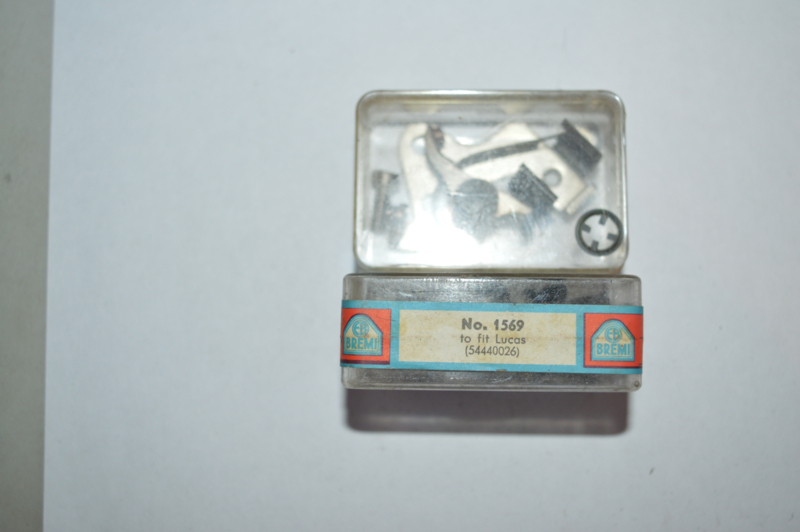 No. 1569
to fit Lucas
(54440026)
BREMI
BREMI